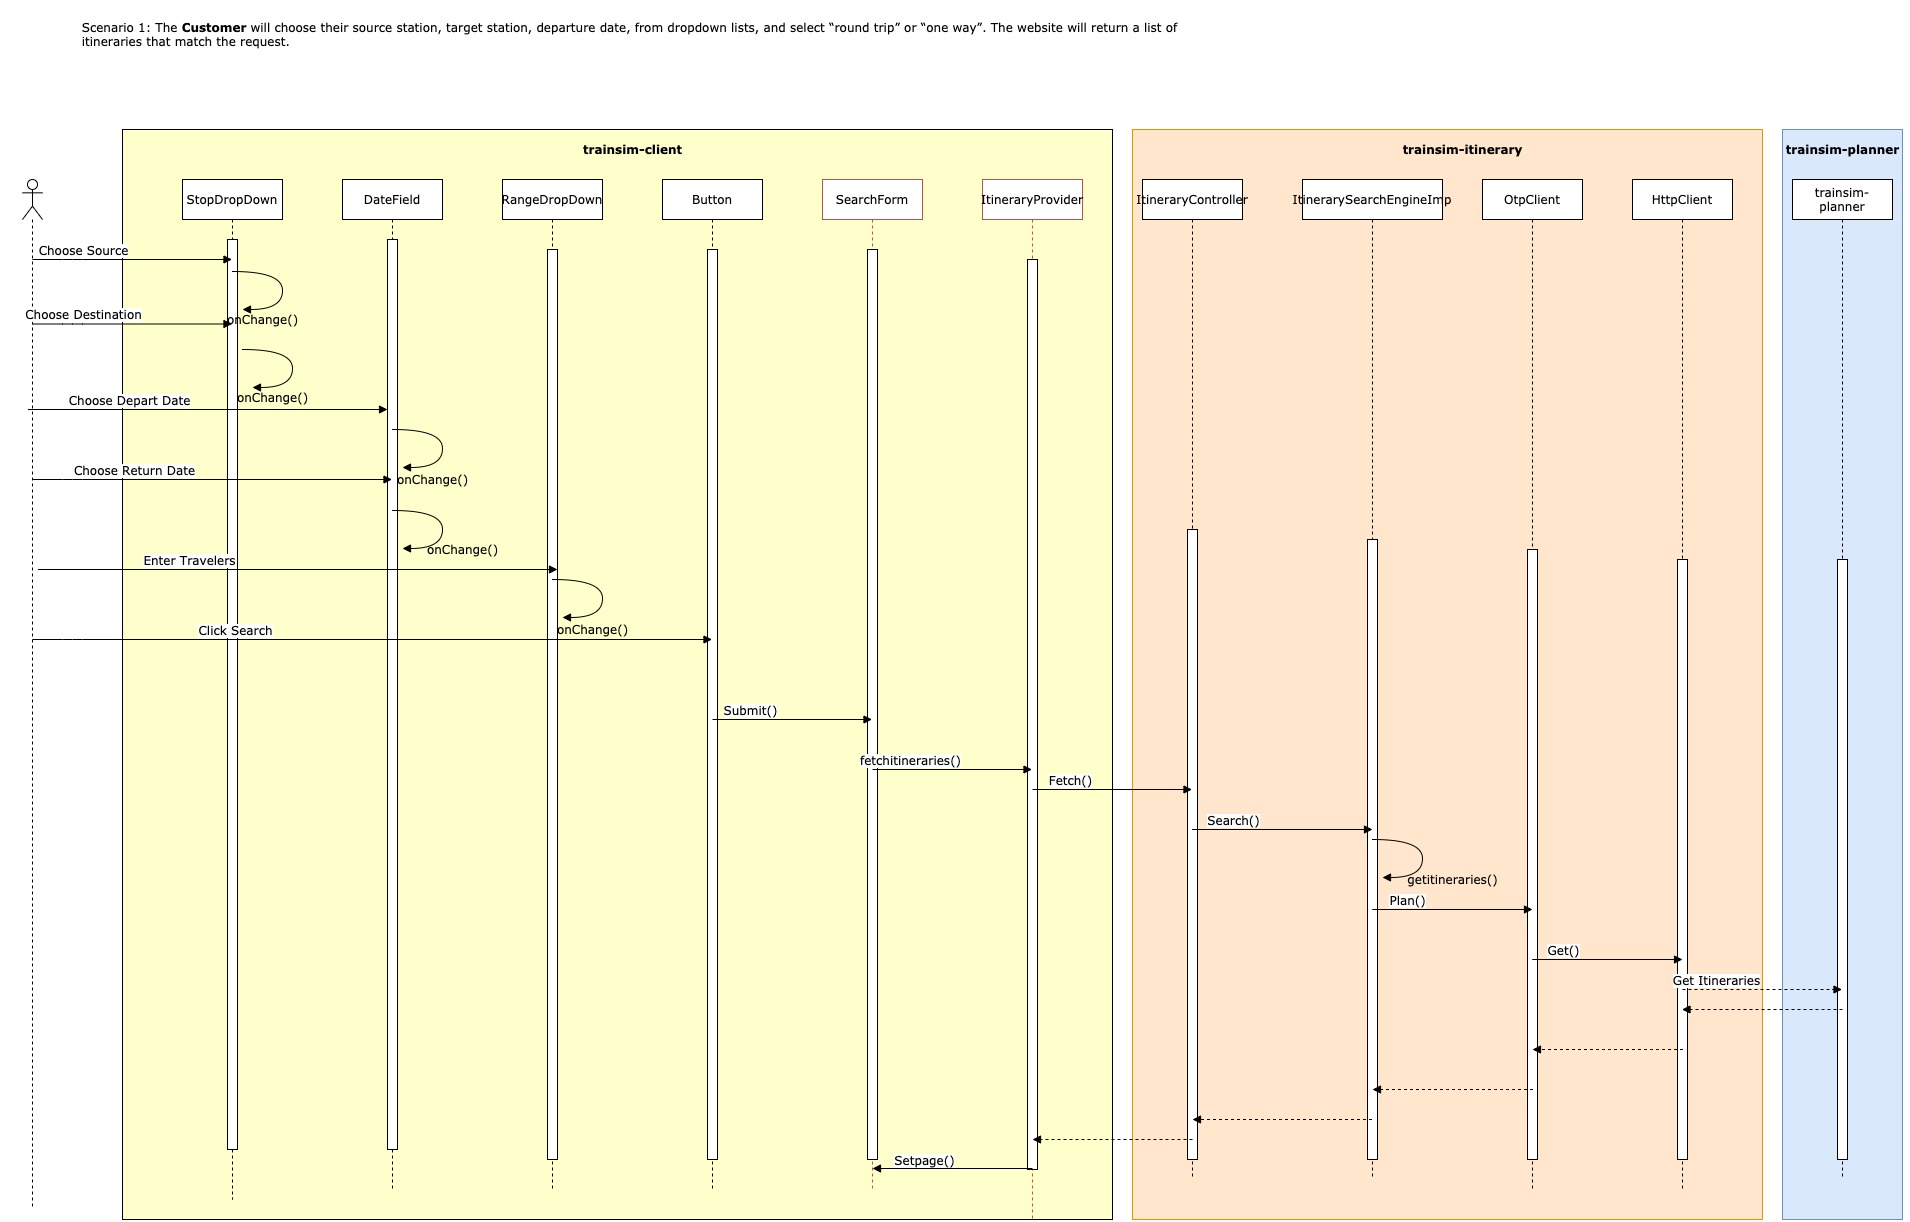 Scenario 1: The Customer will choose their source station, target station, departure date, from dropdown lists, and select “round trip” or “one way”. The website will return a list of
itineraries that match the request.
trainsim-client
trainsim-itinerary
trainsim-planner
StopDropDown
DateField
RangeDropDown
Button
SearchForm
ItineraryProvider
ItineraryController
ItinerarySearchEngineImp
OtpClient
HttpClient
trainsim-
planner
Choose Source
Choose Destination
onChange()
onChange()
Choose Depart Date
Choose Return Date
onChange()
onChange()
Enter Travelers
Click Search
onChange()
Submit()
fetchitineraries()
Fetch()
Search()
getitineraries()
Plan()
Get()
Get Itineraries
Setpage()